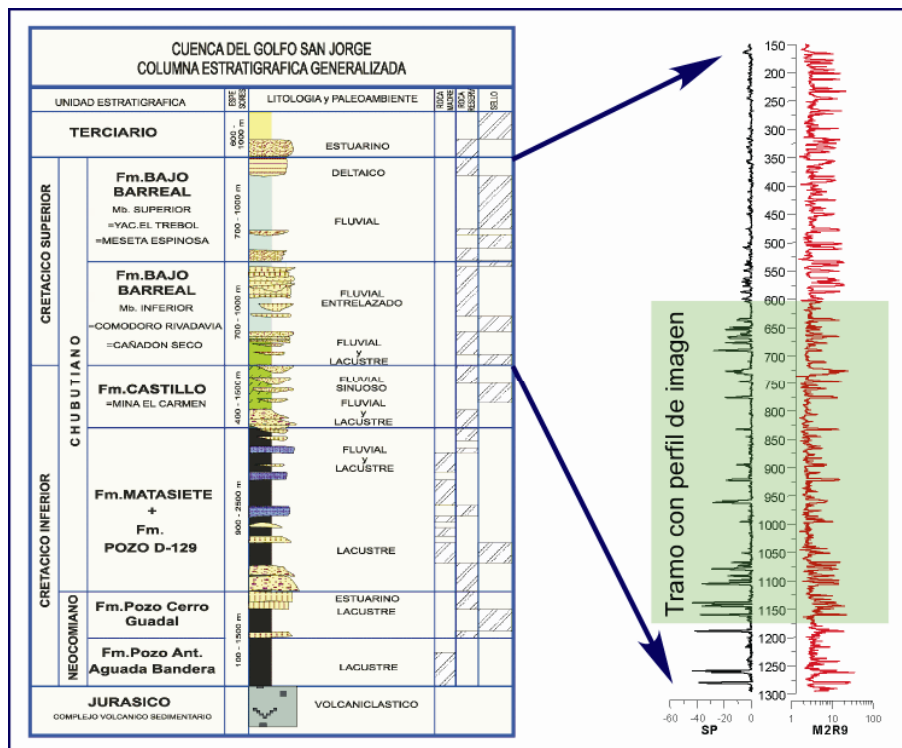 CUENCA DEL GOLFO SAN JORGE
COLUMNA ESTRATIGRAFICA GENERALIZADA
UNIDAD ESTRATIGRAFICA
ESPE
SORES
LITOLOGIA y PALEOAMBIENTE
ROCA
MADRE
ROCA
RESERV
SELLO
TERCIARIO
600 -
1000 m
ESTUARINO
CRETACICO SUPERIOR
CHUBUTIANO
Fm.BAJO
BARREAL
Mb. SUPERIOR
=YAC.EL TREBOL
=MESETA ESPINOSA
700-1000 m
DELTAICO
FLUVIAL
Fm.BAJO
BARREAL
Mb. INFERIOR
=COMODORO RIVADAVIA
=CAÑADON SECO
700-1000 m
FLUVIAL
ENTRELAZADO
FLUVIAL
y
LACUSTRE
CRETACICO INFERIOR
Fm.CASTILLO
=MINA EL CARMEN
400-1500 m
FLUVIAL
SINUOSO
FLUVIAL
y
LACUSTRE
Fm.MATASIETE
+
Fm.
POZO D-129
900 - 2500 m
FLUVIAL
y
LACUSTRE
LACUSTRE
NEOCOMIANO
Fm.Pozo Cerro
Guadal
100 - 1500 m
ESTUARINO
LACUSTRE
Fm.Pozo Ant.
Aguada Bandera
LACUSTRE
JURASICO
COMPLEJO VOLCANICO SEDIMENTARIO
VOLCANICLASTICO
Tramo con perfil de imagen
150
200
250
300
350
400
450
500
550
600
650
700
750
800
850
900
950
1000
1050
1100
1150
1200
1250
1300
-60 -40 -20 0
SP
1 10 100
M2R9